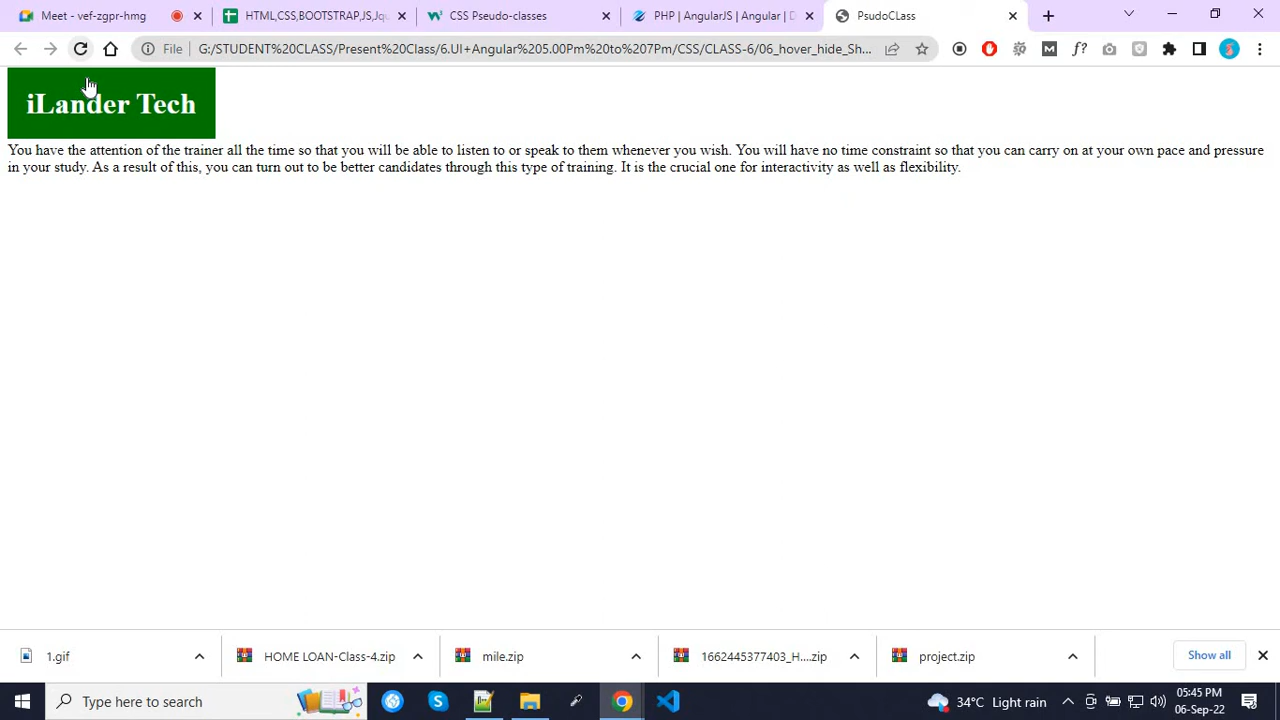 Meet - vef-zgpr-hmg
HTML,CSS,BOOTSTRAP,JS,Jqu
CSS Pseudo-classes
PHP | AngularJS | Angular | D
PsudoCLass
File
G:/STUDENT%20CLASS/Present%20Class/6.UI+Angular%205.00Pm%20to%207Pm/CSS/CLASS-6/06_hover_hide_Sh...
iLander Tech
You have the attention of the trainer all the time so that you will be able to listen to or speak to them whenever you wish. You will have no time constraint so that you can carry on at your own pace and pressure
in your study. As a result of this, you can turn out to be better candidates through this type of training. It is the crucial one for interactivity as well as flexibility.
1.gif
HOME LOAN-Class-4.zip
mile.zip
1662445377403_H....zip
project.zip
Show all
Type here to search
34°C Light rain
05:45 PM
06-Sep-22